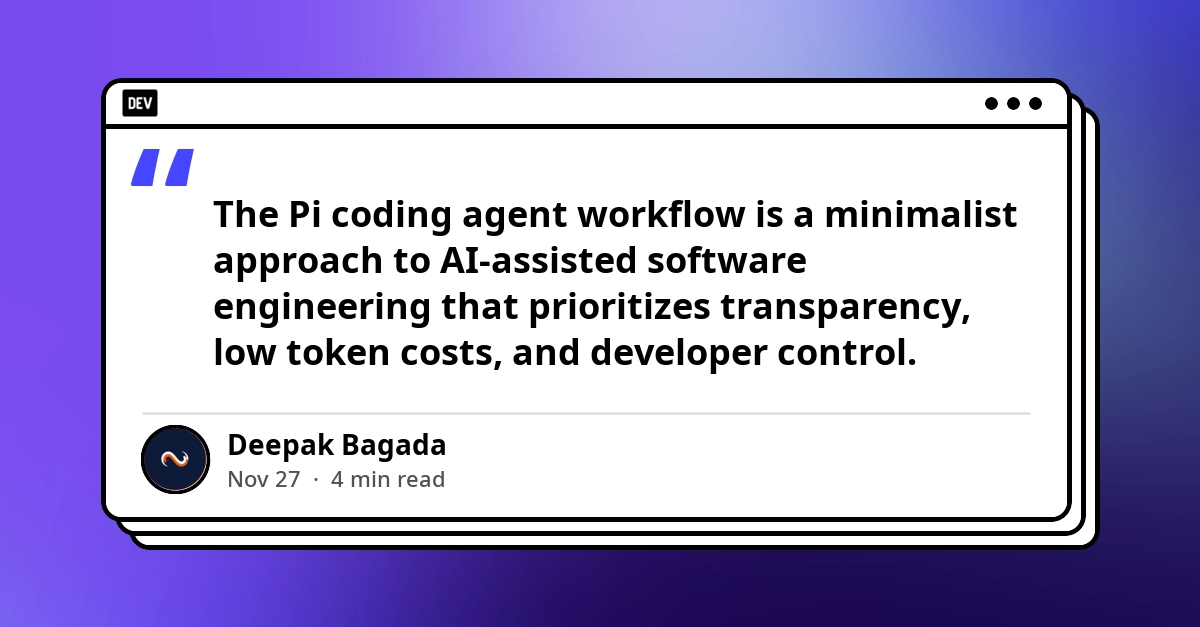 DEV
The Pi coding agent workflow is a minimalist
approach to AI-assisted software
engineering that prioritizes transparency,
low token costs, and developer control.
Deepak Bagada
Nov 27 · 4 min read